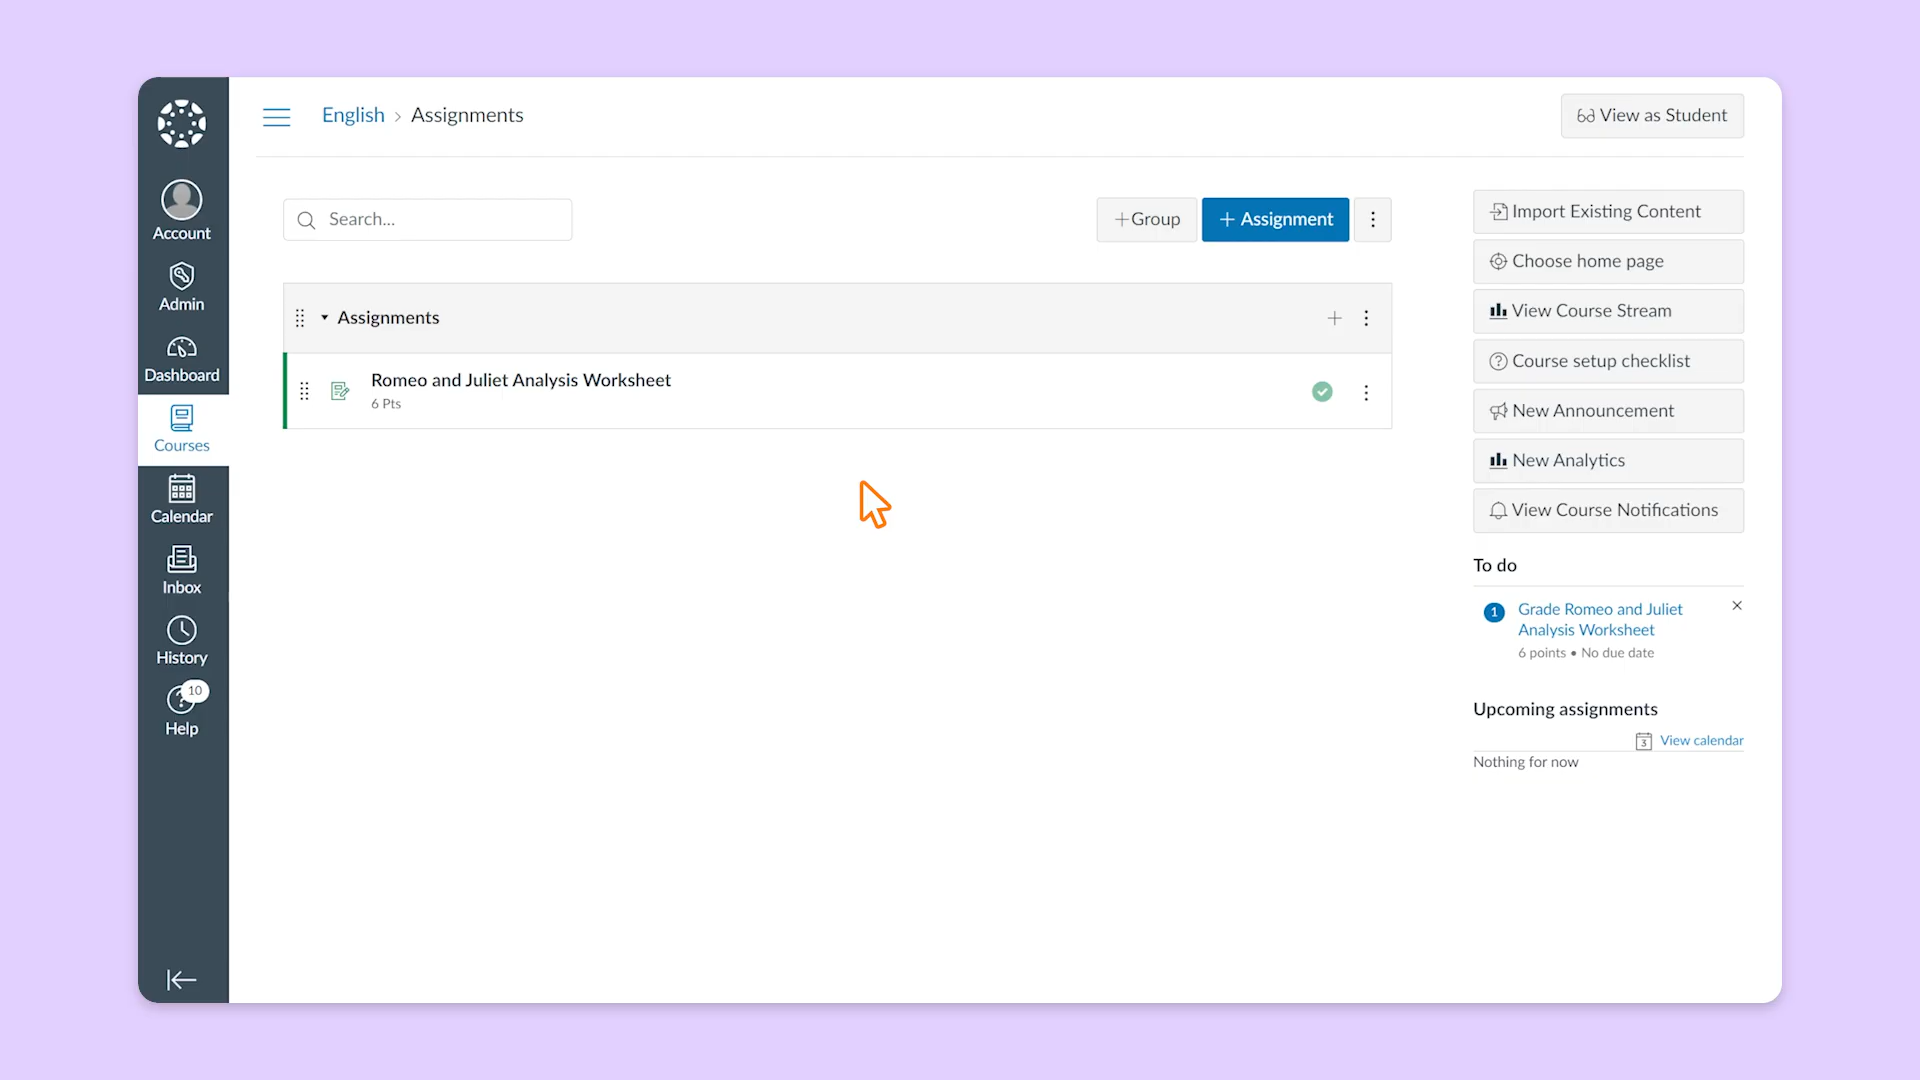 English › Assignments
View as Student
Account
Admin
Dashboard
Courses
Calendar
Inbox
History
10
Help
Search...
+Group
+ Assignment
Assignments
Romeo and Juliet Analysis Worksheet
6 Pts
Import Existing Content
Choose home page
View Course Stream
Course setup checklist
New Announcement
New Analytics
View Course Notifications
To do
1
Grade Romeo and Juliet
Analysis Worksheet
6 points • No due date
Upcoming assignments
3 View calendar
Nothing for now